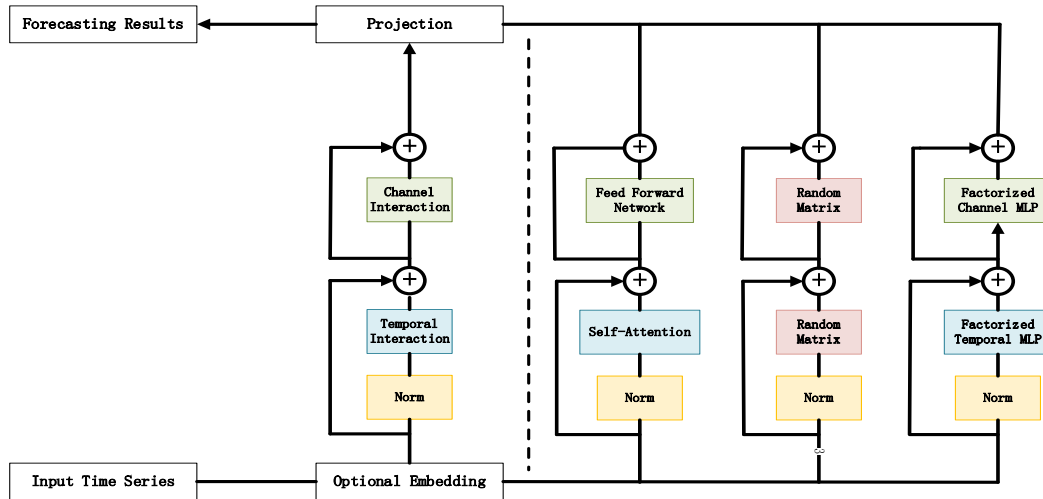 Forecasting Results
Projection
+
+
+
+
Channel
Interaction
Feed Forward
Network
Random
Matrix
Factorized
Channel MLP
+
+
+
+
Temporal
Interaction
Self-Attention
Random
Matrix
Factorized
Temporal MLP
Norm
Norm
Norm
Norm
3
Input Time Series
Optional Embedding